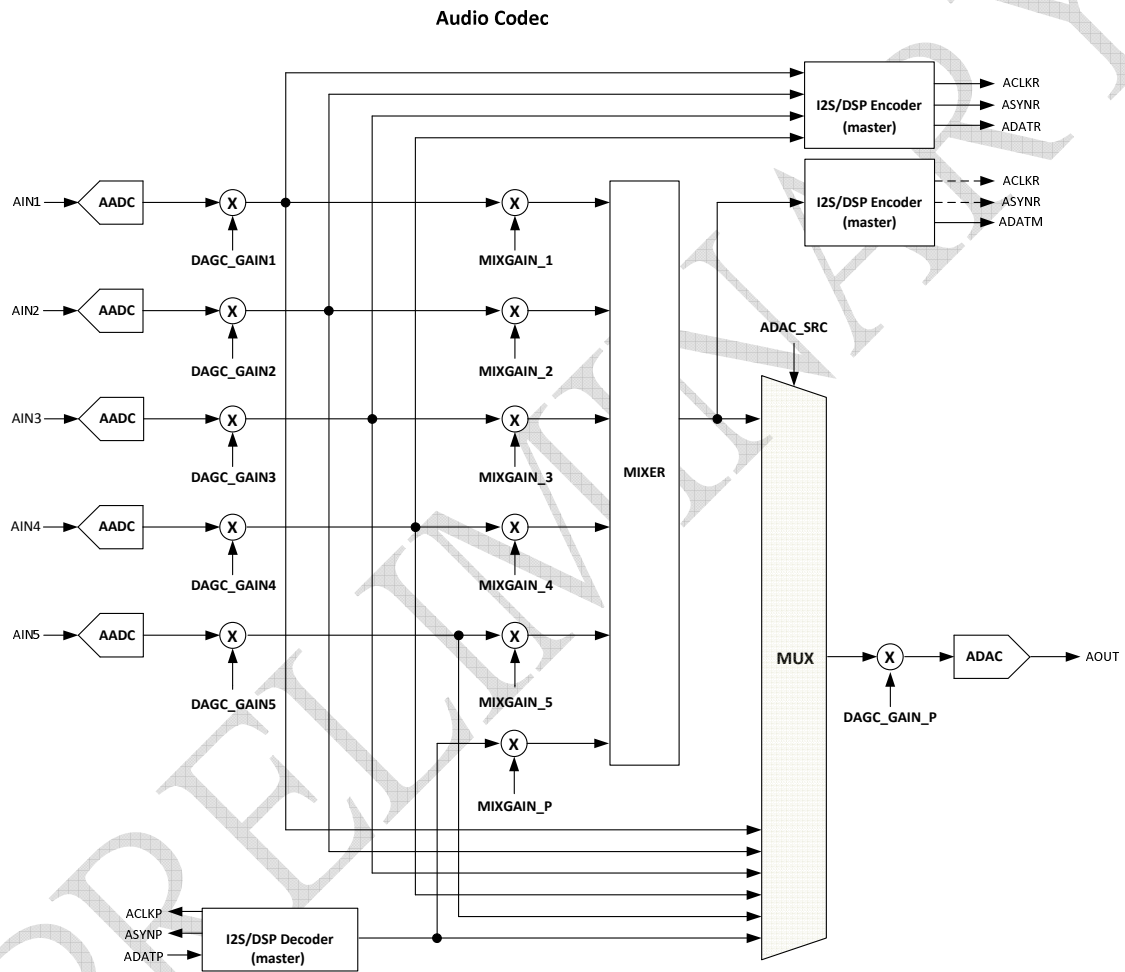 Audio Codec
I2S/DSP Encoder
(master)
ACLKR
ASYNR
ADATR
I2S/DSP Encoder
(master)
ACLKR
ASYNR
ADATM
AIN1
AADC
X
X
DAGC_GAIN1
MIXGAIN_1
AIN2
AADC
X
X
DAGC_GAIN2
MIXGAIN_2
ADAC_SRC
AIN3
AADC
X
X
DAGC_GAIN3
MIXGAIN_3
MIXER
AIN4
AADC
X
X
DAGC_GAIN4
MIXGAIN_4
AIN5
AADC
X
X
DAGC_GAIN5
MIXGAIN_5
MUX
X
ADAC
AOUT
DAGC_GAIN_P
X
MIXGAIN_P
ACLKP
ASYNP
ADATP
I2S/DSP Decoder
(master)
PRELIMINARY